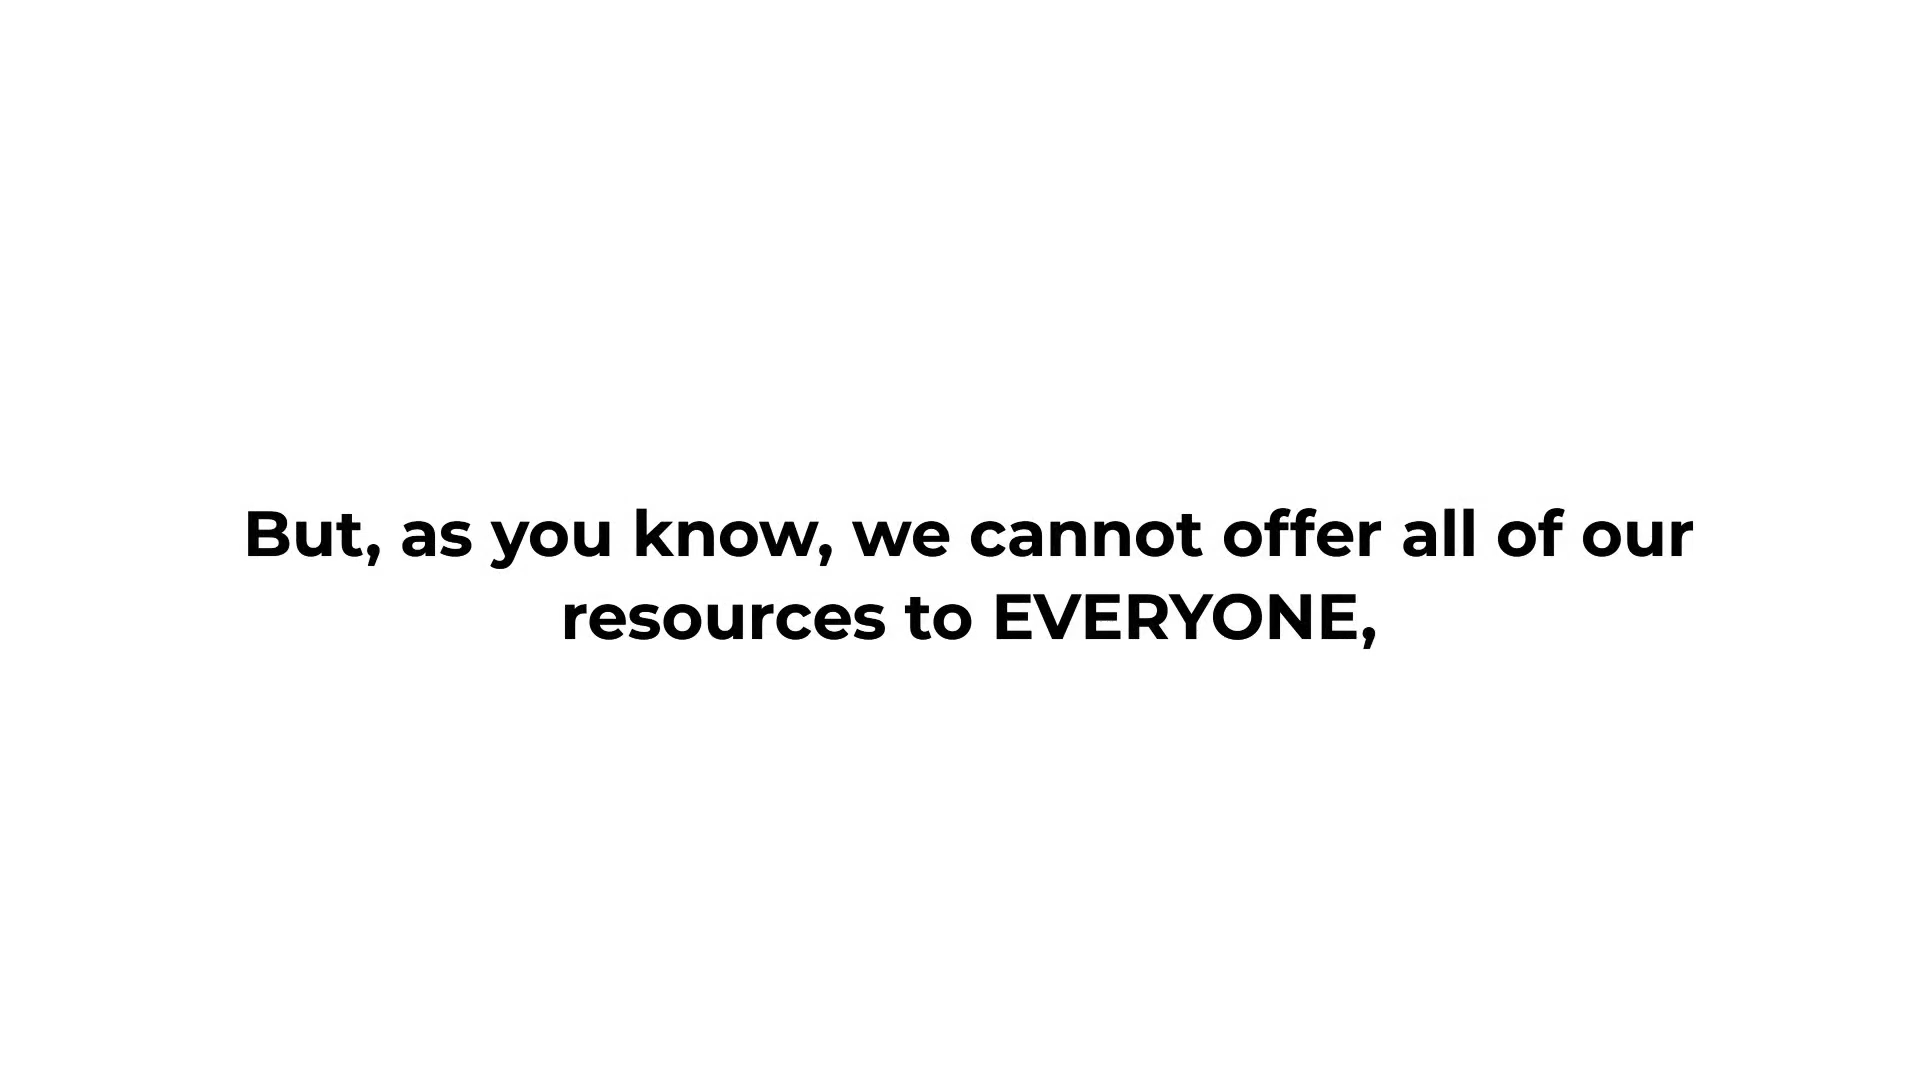 But, as you know, we cannot offer all of our
resources to EVERYONE,